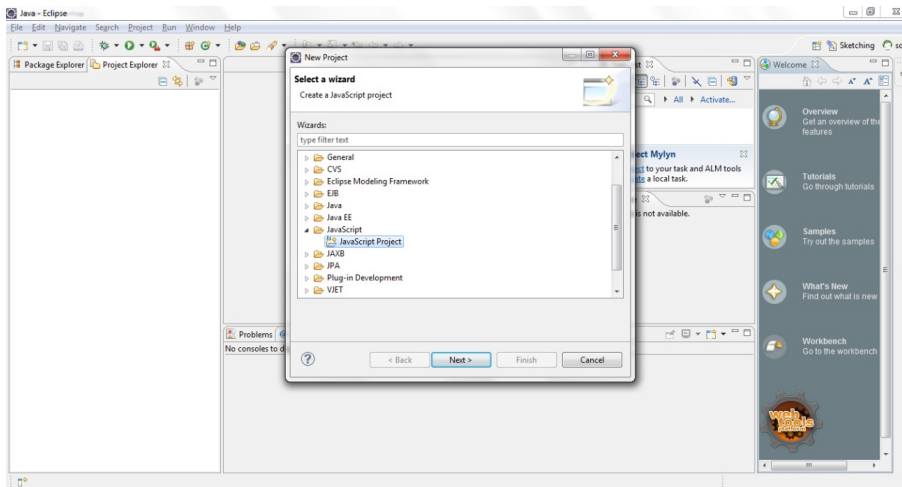 Java - Eclipse
File Edit Navigate Search Project Run Window Help
Sketching
Package Explorer
Project Explorer
Welcome
New Project
Select a wizard
Create a JavaScript project
Wizards:
type filter text
General
CVS
Eclipse Modeling Framework
EJB
Java
Java EE
JavaScript
JavaScript Project
JAXB
JPA
Plug-in Development
VJET
< Back Next > Finish Cancel
All Activate...
ect Mylyn
to your task and ALM tools
a local task.
is not available.
Problems
No consoles to d
Overview
Get an overview of the
features
Tutorials
Go through tutorials
Samples
Try out the samples
What's New
Find out what is new
Workbench
Go to the workbench
web
tools